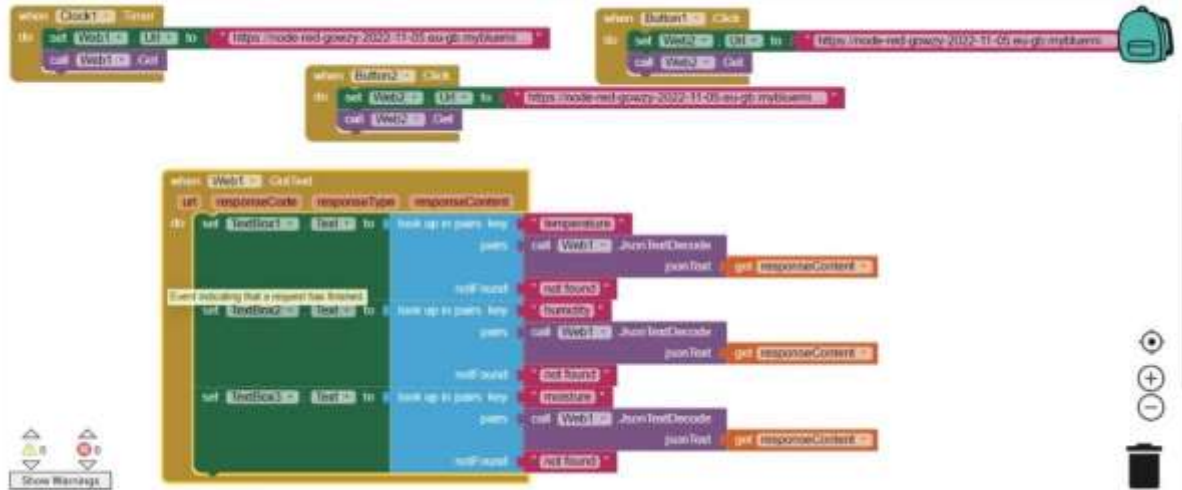 when Clock1 Timer
do set Web1 Url to " https://node-red-gowzy-2022-11-05.eu-gb.mybluemi... "
call Web1 .Get
when Button1 Click
do set Web2 . Url to " https://node-red-gowzy-2022-11-05.eu-gb.mybluemi...
call Web2 .Get
when Button2 .Click
do set Web2 . Url to " https://node-red-gowzy-2022-11-05.eu-gb.mybluemi... "
call Web2 .Get
when Web1 .GotText
url responseCode responseType responseContent
do set TextBox1 . Text to look up in pairs key " temperature "
pairs call Web1 .JsonTextDecode
jsonText get responseContent
notFound " not found "
Event indicating that a request has finished.
set TextBox2 . Text to look up in pairs key " humidity "
pairs call Web1 .JsonTextDecode
jsonText get responseContent
notFound " not found "
set TextBox3 . Text to look up in pairs key " moisture "
pairs call Web1 .JsonTextDecode
jsonText get responseContent
notFound " not found "
0 0
Show Warnings